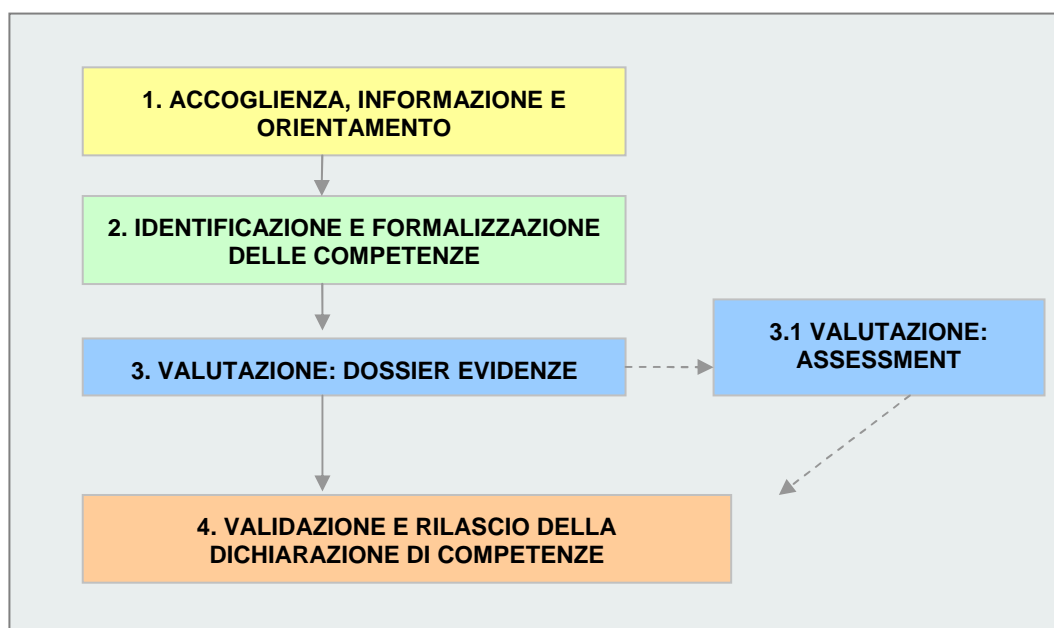 1. ACCOGLIENZA, INFORMAZIONE E
ORIENTAMENTO
2. IDENTIFICAZIONE E FORMALIZZAZIONE
DELLE COMPETENZE
3. VALUTAZIONE: DOSSIER EVIDENZE
3.1 VALUTAZIONE:
ASSESSMENT
4. VALIDAZIONE E RILASCIO DELLA
DICHIARAZIONE DI COMPETENZE